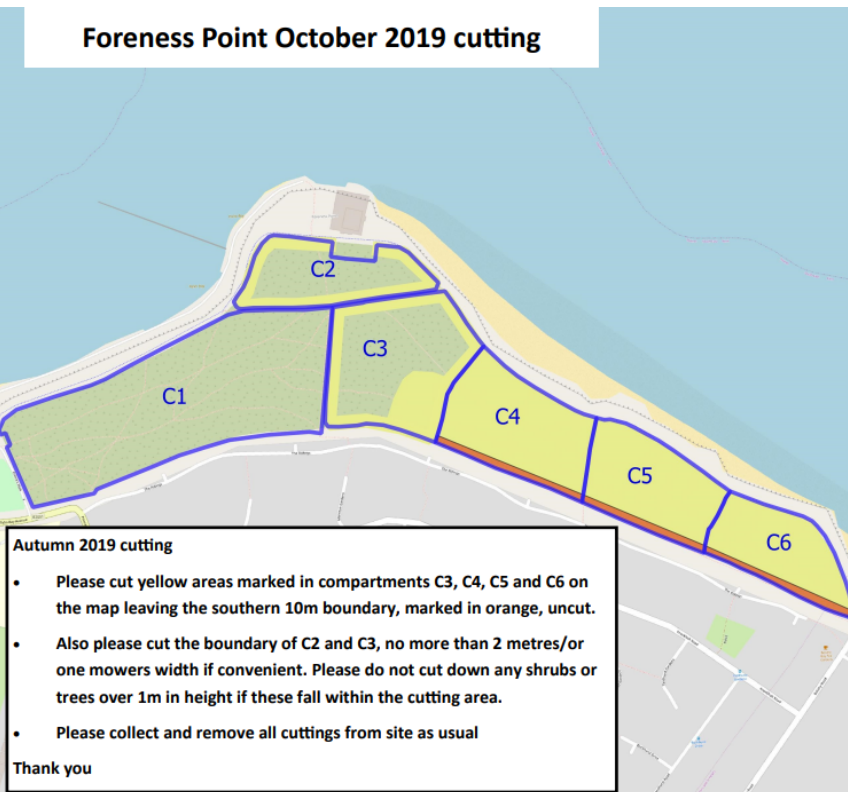 Foreness Point October 2019 cutting
C2
C3
C1
C4
C5
C6
Autumn 2019 cutting
• Please cut yellow areas marked in compartments C3, C4, C5 and C6 on
the map leaving the southern 10m boundary, marked in orange, uncut.
• Also please cut the boundary of C2 and C3, no more than 2 metres/or
one mowers width if convenient. Please do not cut down any shrubs or
trees over 1m in height if these fall within the cutting area.
• Please collect and remove all cuttings from site as usual
Thank you